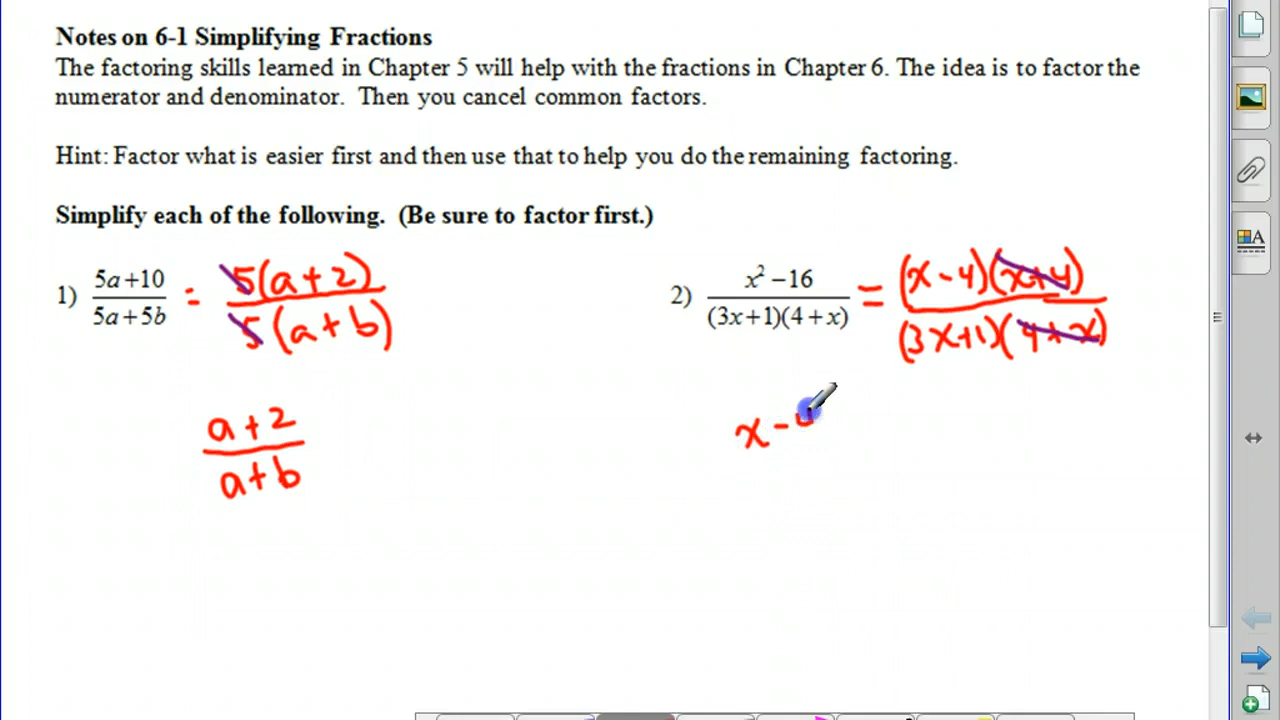 Notes on 6-1 Simplifying Fractions
The factoring skills learned in Chapter 5 will help with the fractions in Chapter 6. The idea is to factor the
numerator and denominator. Then you cancel common factors.
Hint: Factor what is easier first and then use that to help you do the remaining factoring.
Simplify each of the following. (Be sure to factor first.)
1) (5a+10)/(5a+5b) = 5(a+2)/5(a+b)
a+2/a+b
2) (x²−16)/((3x+1)(4+x)) = (x-4)(x+4)/(3x+1)(4+x)
x-